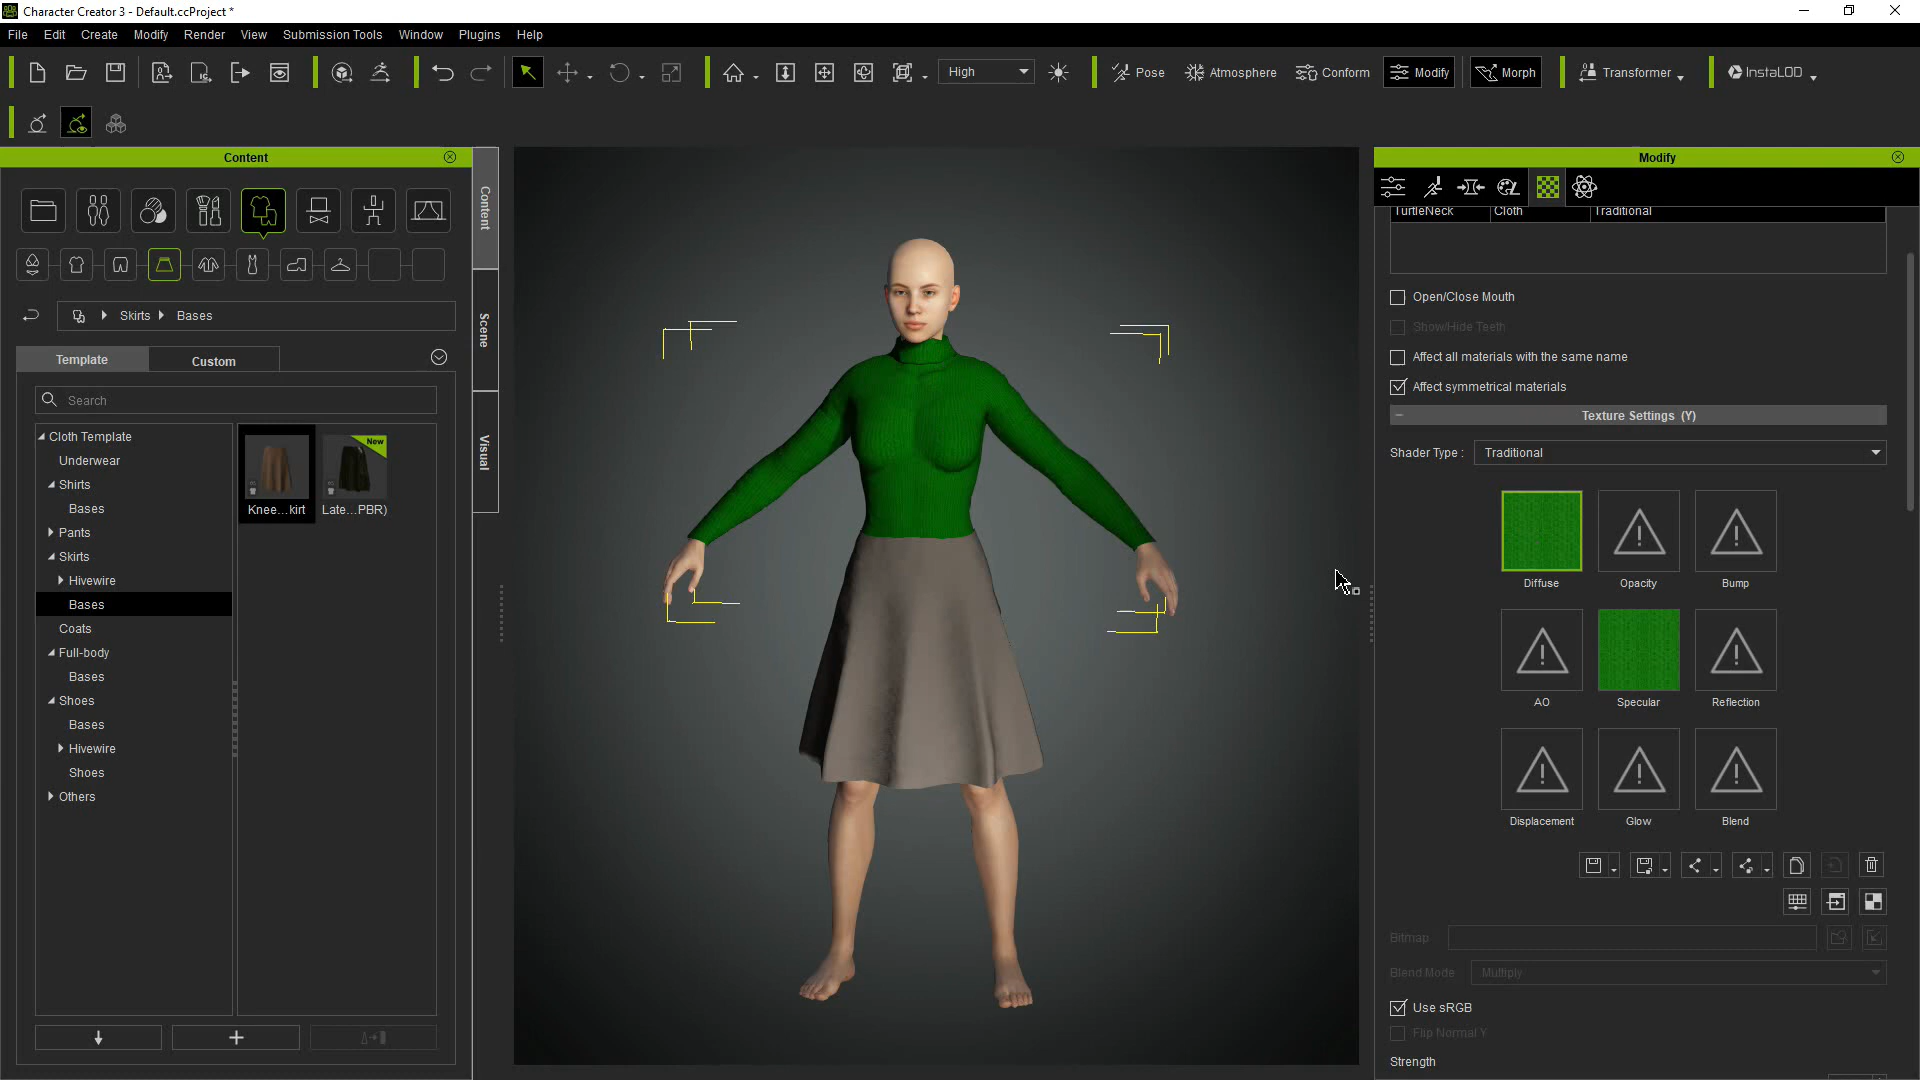 Character Creator 3 - Default.ccProject *
File Edit Create Modify Render View Submission Tools Window Plugins Help
High Pose Atmosphere Conform Modify Morph Transformer InstaLOD
Content
Skirts Bases
Template Custom
Search
Cloth Template
Underwear
Shirts
Bases
Pants
Skirts
Hivewire
Bases
Coats
Full-body
Bases
Shoes
Bases
Hivewire
Shoes
Others
New
Knee...kirt Late...PBR)
Content
Scene
Visual
Modify
TurtleNeck Cloth Traditional
Open/Close Mouth
Show/Hide Teeth
Affect all materials with the same name
Affect symmetrical materials
Texture Settings (Y)
Shader Type : Traditional
Diffuse Opacity Bump
AO Specular Reflection
Displacement Glow Blend
Bitmap
Blend Mode Multiply
Use sRGB
Flip Normal Y
Strength